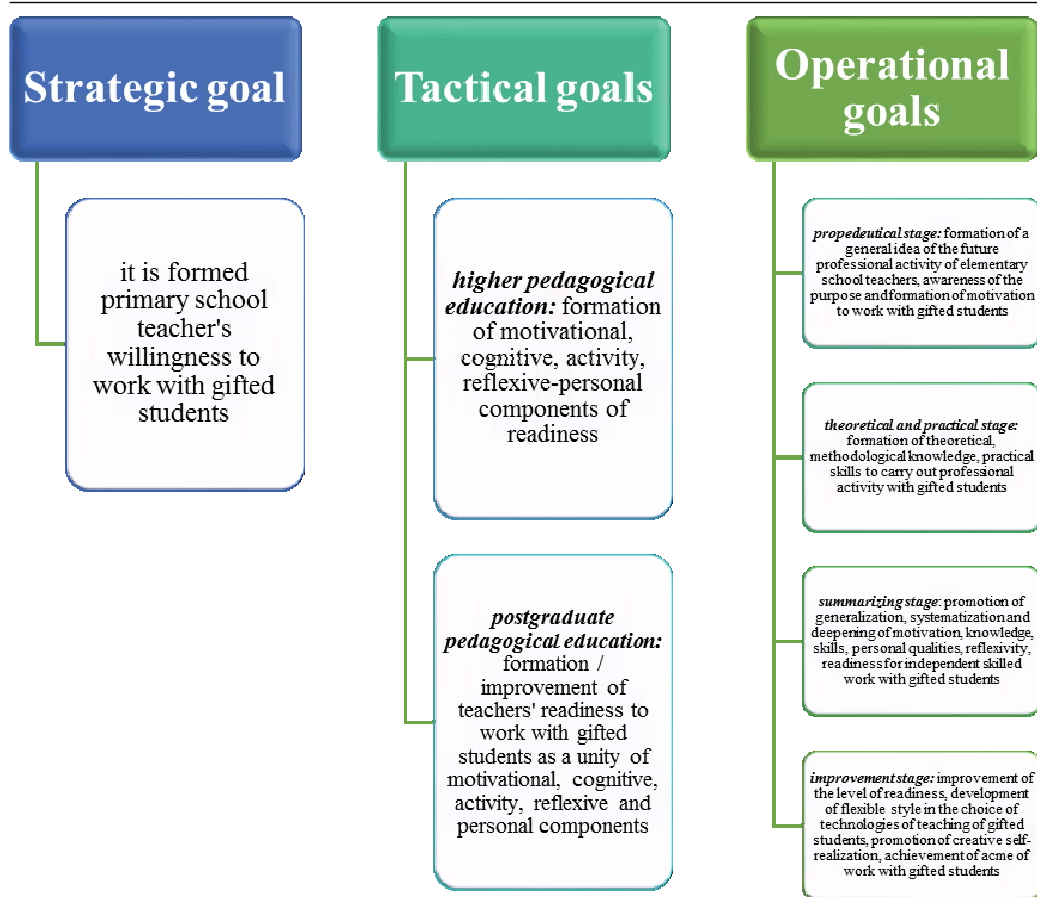 Strategic goal
it is formed
primary school
teacher's
willingness to
work with gifted
students
Tactical goals
higher pedagogical
education: formation
of motivational,
cognitive, activity,
reflexive-personal
components of
readiness
postgraduate
pedagogical education:
formation /
improvement of
teachers' readiness to
work with gifted
students as a unity of
motivational, cognitive,
activity, reflexive and
personal components
Operational
goals
propedeutical stage: formation of a
general idea of the future
professional activity of elementary
school teachers, awareness of the
purpose and formation of motivation
to work with gifted students
theoretical and practical stage:
formation of theoretical,
methodological knowledge, practical
skills to carry out professional
activity with gifted students
summarizing stage: promotion of
generalization, systematization and
deepening of motivation, knowledge,
skills, personal qualities, reflexivity,
readiness for independent skilled
work with gifted students
improvement stage: improvement of
the level of readiness, development
of flexible style in the choice of
technologies of teaching of gifted
students, promotion of creative self-
realization, achievement of acme of
work with gifted students